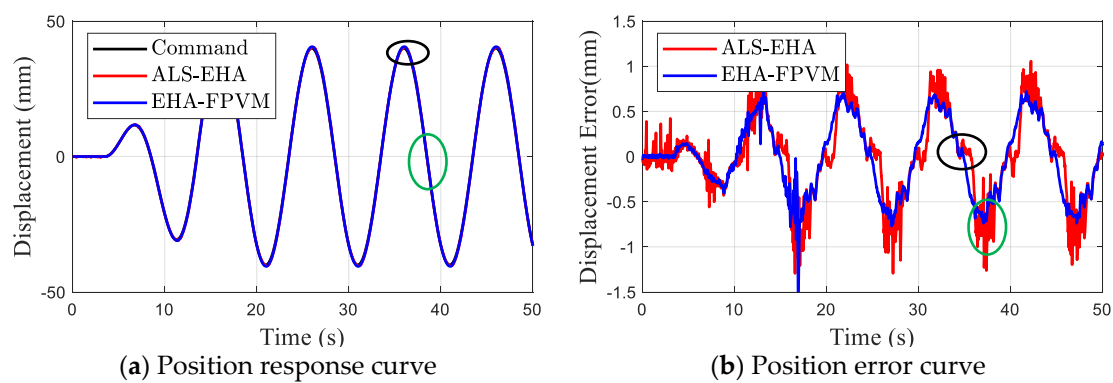 50
0
-50
Displacement (mm)
Command
ALS-EHA
EHA-FPVM
0 10 20 30 40 50
Time (s)
(a) Position response curve
1.5
1
0.5
0
-0.5
-1
-1.5
Displacement Error(mm)
ALS-EHA
EHA-FPVM
0 10 20 30 40 50
Time (s)
(b) Position error curve